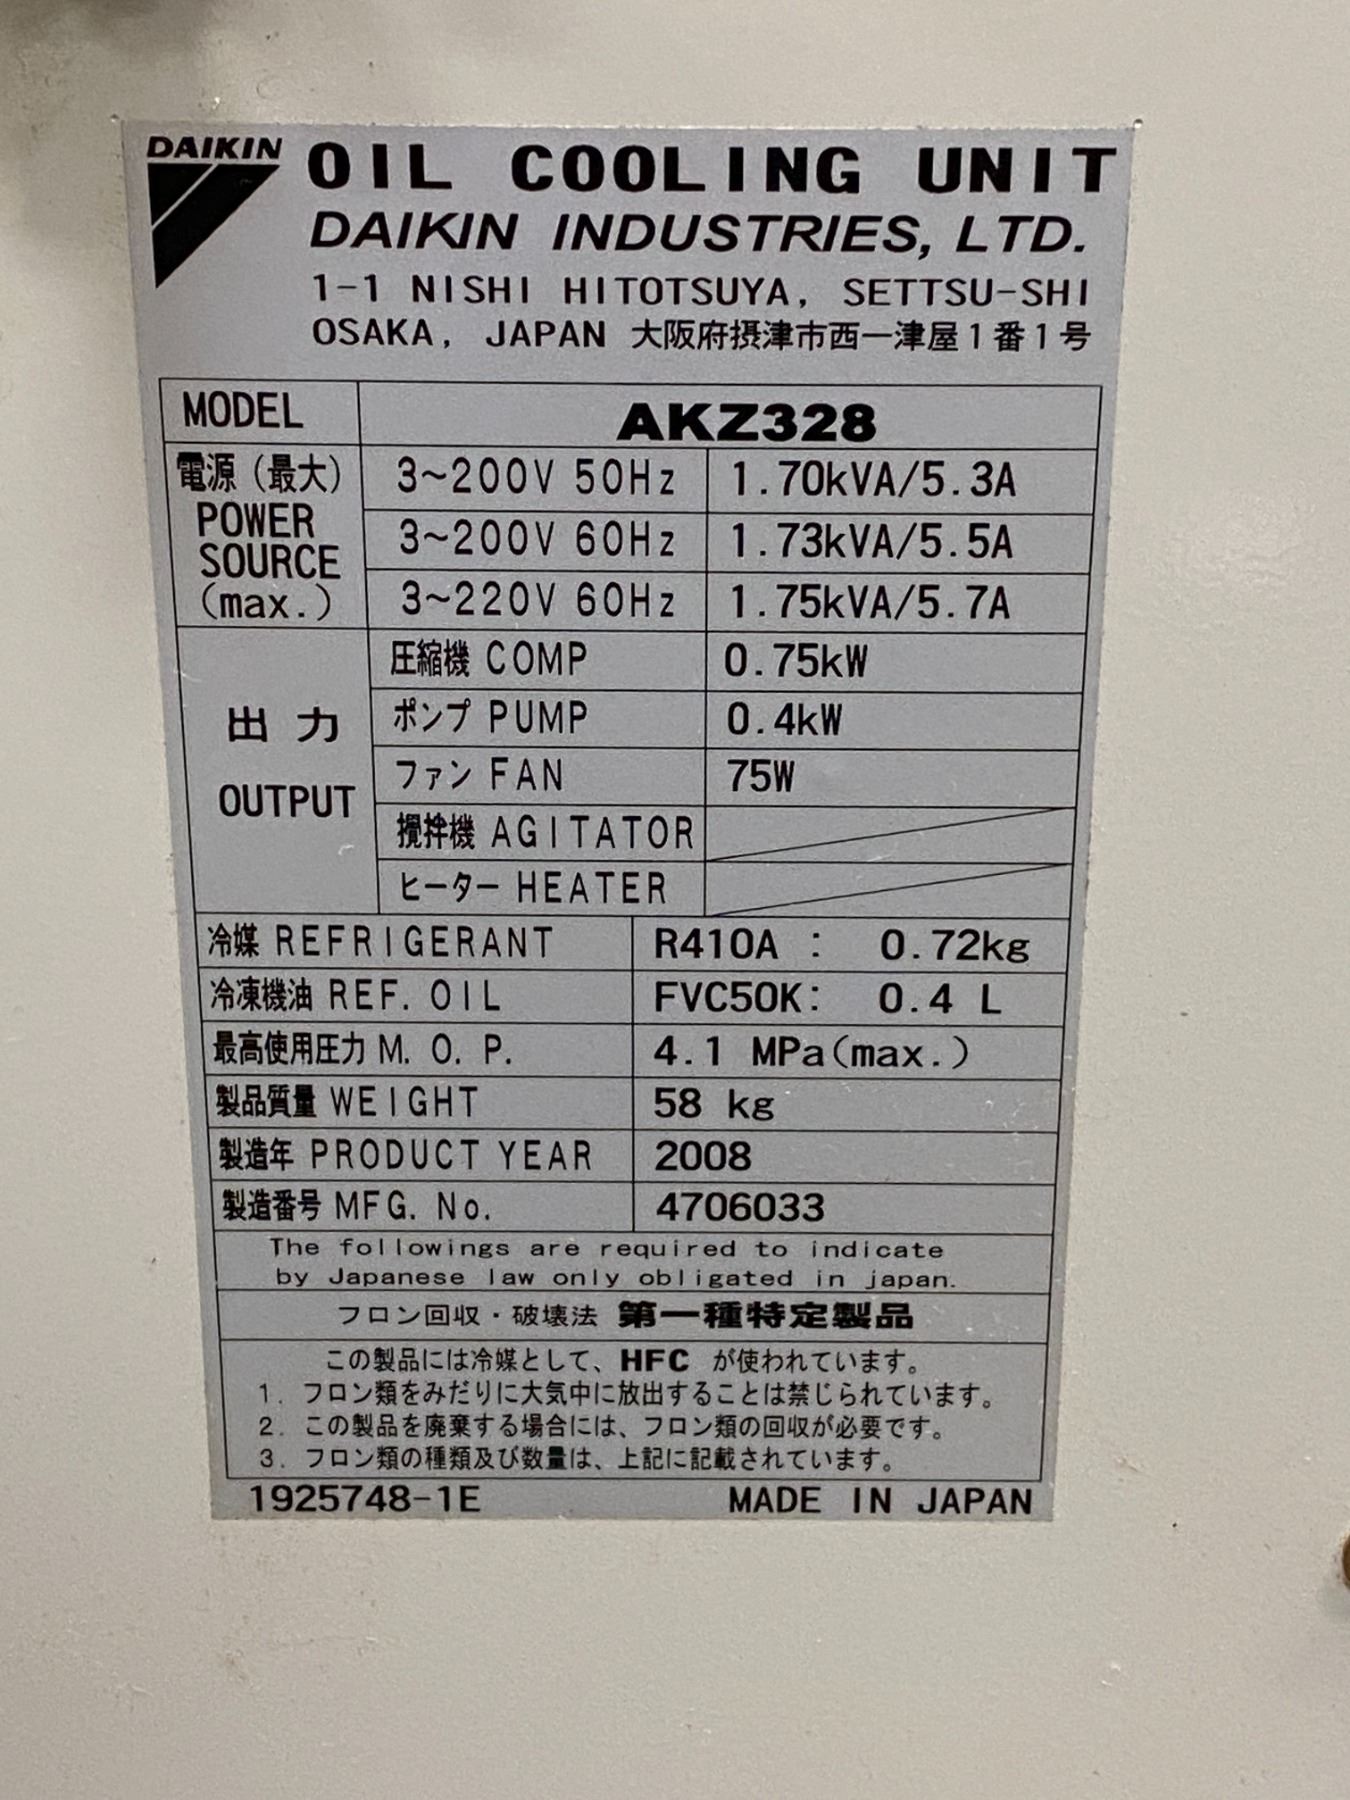 DAIKIN OIL COOLING UNIT
DAIKIN INDUSTRIES, LTD.
1-1 NISHI HITOTSUYA, SETTSU-SHI
OSAKA, JAPAN 大阪府摂津市西一津屋1番1号
MODEL AKZ328
電源(最大) POWER SOURCE (max.)
3~200V 50Hz 1.70kVA/5.3A
3~200V 60Hz 1.73kVA/5.5A
3~220V 60Hz 1.75kVA/5.7A
出力 OUTPUT
圧縮機 COMP 0.75kW
ポンプ PUMP 0.4kW
ファン FAN 75W
攪拌機 AGITATOR
ヒーター HEATER
冷媒 REFRIGERANT R410A : 0.72kg
冷凍機油 REF. OIL FVC50K: 0.4 L
最高使用圧力 M. O. P. 4.1 MPa(max.)
製品質量 WEIGHT 58 kg
製造年 PRODUCT YEAR 2008
製造番号 MFG. No. 4706033
The followings are required to indicate
by Japanese law only obligated in japan.
フロン回収・破壊法 第一種特定製品
この製品には冷媒として、HFC が使われています。
1. フロン類をみだりに大気中に放出することは禁じられています。
2. この製品を廃棄する場合には、フロン類の回収が必要です。
3. フロン類の種類及び数量は、上記に記載されています。
1925748-1E MADE IN JAPAN